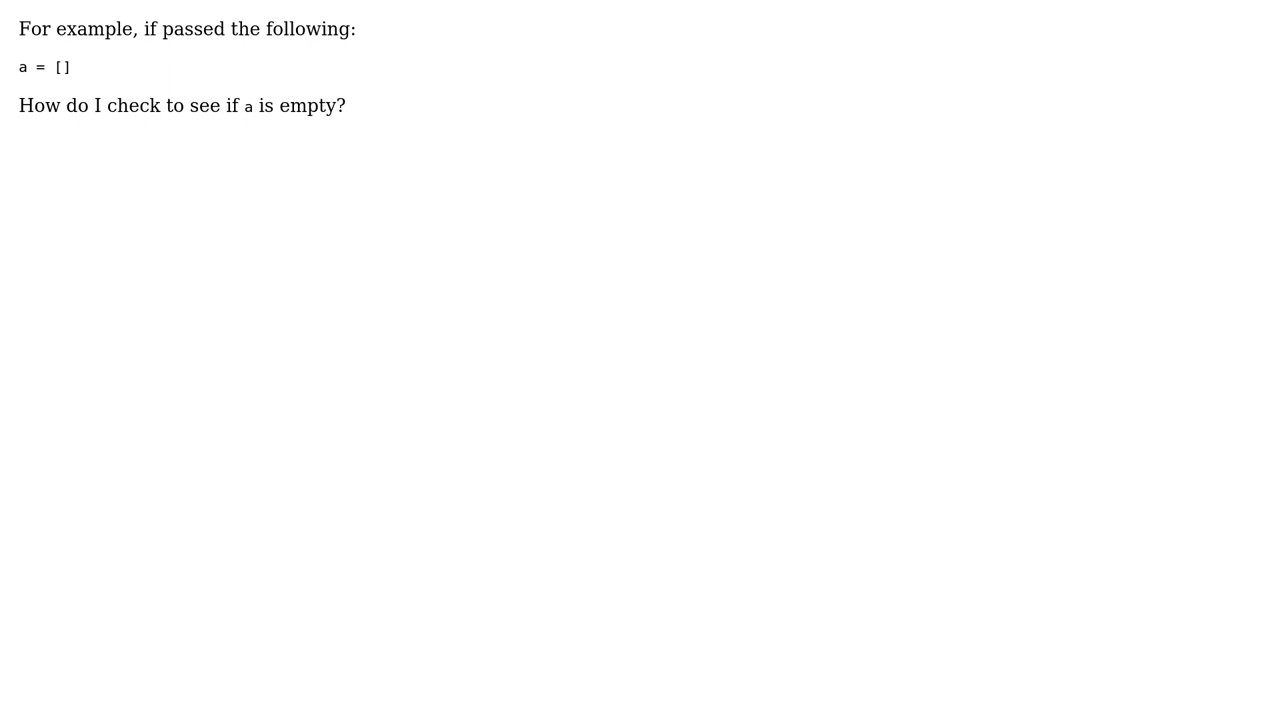 For example, if passed the following:
a = []
How do I check to see if a is empty?